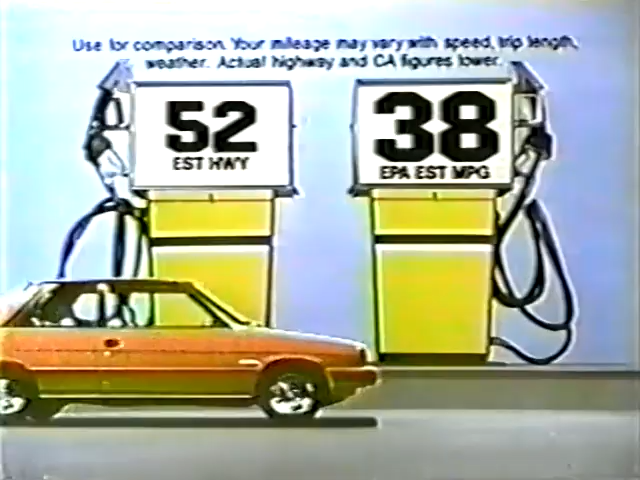 Use for comparison. Your mileage may vary with speed, trip length,
weather. Actual highway and CA figures lower.
52
EST HWY
38
EPA EST MPG